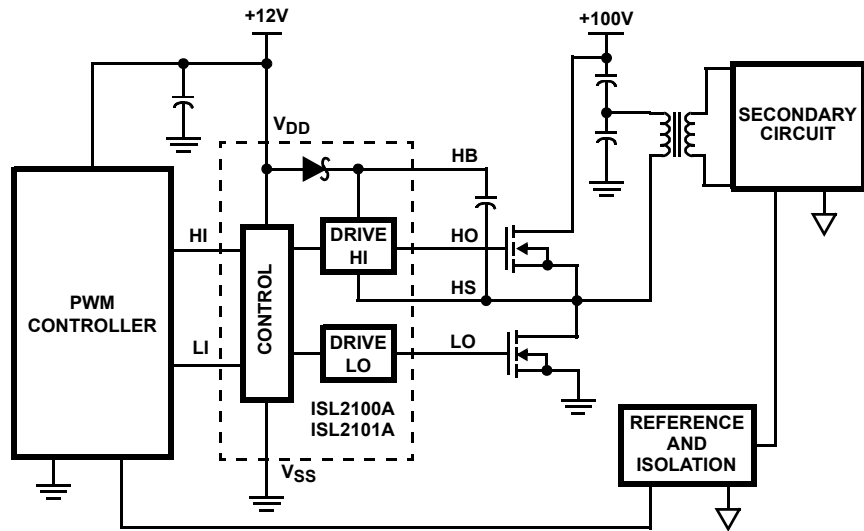 +12V
+100V
SECONDARY
CIRCUIT
VDD
HB
HI
DRIVE
HI
HO
HS
PWM
CONTROLLER
CONTROL
LI
DRIVE
LO
LO
ISL2100A
ISL2101A
REFERENCE
AND
ISOLATION
VSS